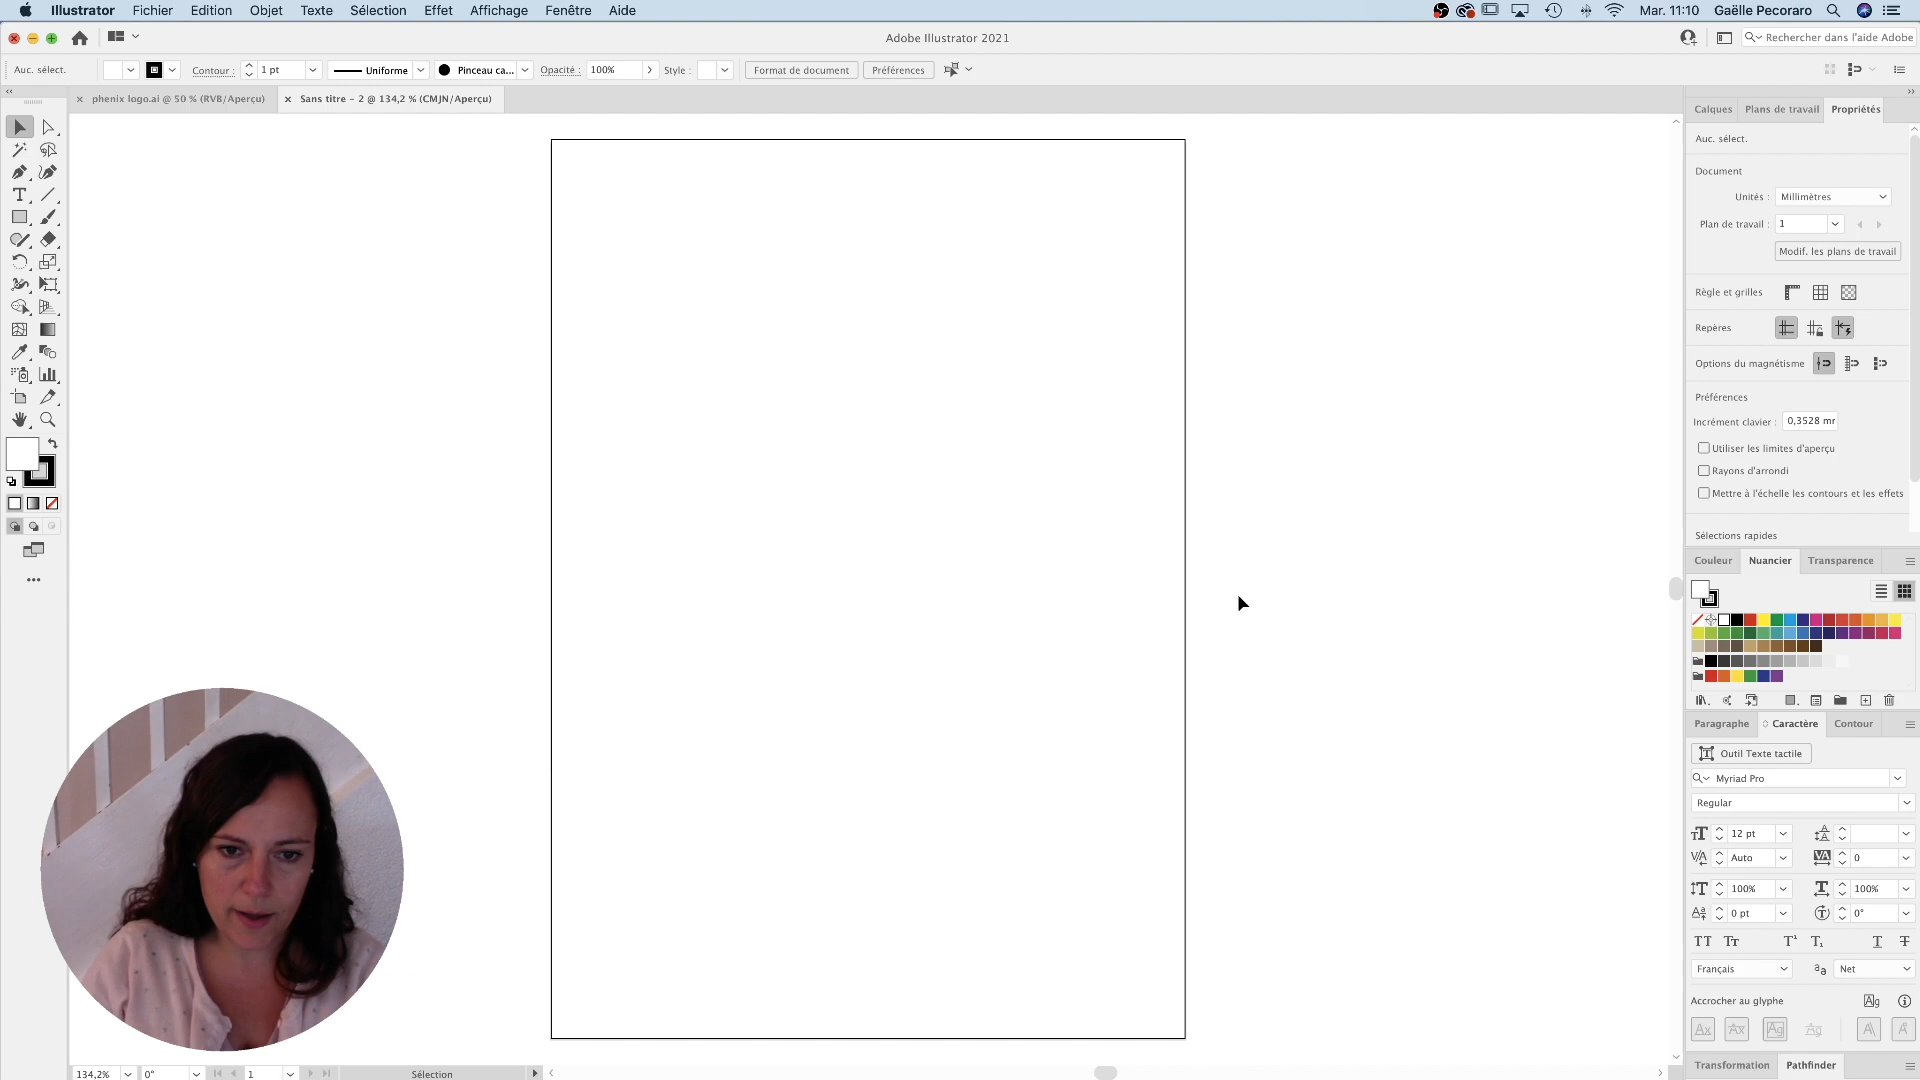 Illustrator Fichier Edition Objet Texte Sélection Effet Affichage Fenêtre Aide Mar. 11:10 Gaëlle Pecoraro
Adobe Illustrator 2021 Rechercher dans l'aide Adobe
Auc. sélect. Contour : 1 pt Uniforme Pinceau ca... Opacité : 100% Style : Format de document Préférences
phenix logo.ai @ 50 % (RVB/Aperçu) Sans titre - 2 @ 134,2 % (CMJN/Aperçu)
Calques Plans de travail Propriétés
Auc. sélect.
Document
Unités : Millimètres
Plan de travail : 1
Modif. les plans de travail
Règle et grilles
Repères
Options du magnétisme
Préférences
Incrément clavier : 0,3528 mr
Utiliser les limites d'aperçu
Rayons d'arrondi
Mettre à l'échelle les contours et les effets
Sélections rapides
Couleur Nuancier Transparence
Paragraphe Caractère Contour
Outil Texte tactile
Myriad Pro
Regular
12 pt
Auto 0
100% 100%
0 pt 0°
Français Net
Accrocher au glyphe
Transformation Pathfinder
134,2% 0° 1 Sélection